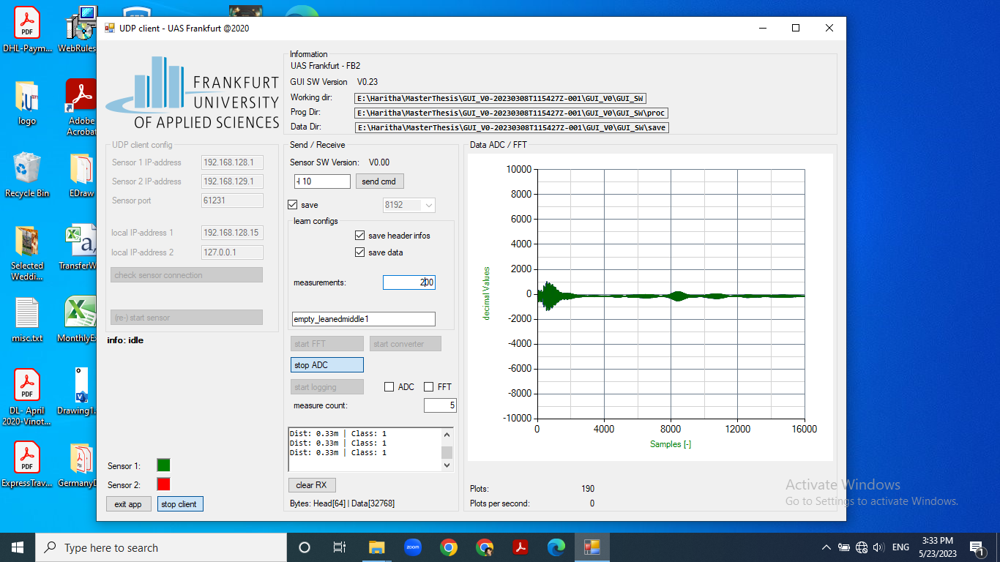 DHL-Paym...
WebRules
logo
Adobe
Acrobat
Recycle Bin
EDraw
Selected
Weddi...
TransferW
misc.txt
MonthlyEx
DL- April
2020-Vinot...
Drawing1.
ExpressTrav...
GermanyD
UDP client - UAS Frankfurt @2020
FRANKFURT
UNIVERSITY
OF APPLIED SCIENCES
Information
UAS Frankfurt - FB2
GUI SW Version V0.23
Working dir: E:\Haritha\MasterThesis\GUI_V0-20230308T115427Z-001\GUI_V0\GUI_SW
Prog Dir: E:\Haritha\MasterThesis\GUI_V0-20230308T115427Z-001\GUI_V0\GUI_SW\proc
Data Dir: E:\Haritha\MasterThesis\GUI_V0-20230308T115427Z-001\GUI_V0\GUI_SW\save
UDP client config
Sensor 1 IP-address 192.168.128.1
Sensor 2 IP-address 192.168.129.1
Sensor port 61231
local IP-address 1 192.168.128.15
local IP-address 2 127.0.0.1
check sensor connection
(re-) start sensor
info: idle
Sensor 1:
Sensor 2:
exit app stop client
Send / Receive
Sensor SW Version: V0.00
-l 10 send cmd
save 8192
learn configs
save header infos
save data
measurements: 200
empty_leanedmiddle1
start FFT start converter
stop ADC
start logging ADC FFT
measure count: 5
Dist: 0.33m | Class: 1
Dist: 0.33m | Class: 1
Dist: 0.33m | Class: 1
clear RX
Bytes: Head[64] | Data[32768]
Data ADC / FFT
10000
8000
6000
4000
2000
0
-2000
-4000
-6000
-8000
-10000
decimal Values
0 4000 8000 12000 16000
Samples [-]
Plots: 190
Plots per second: 0
Activate Windows
Go to Settings to activate Windows.
Type here to search
zoom
ENG
3:33 PM
5/23/2023
1